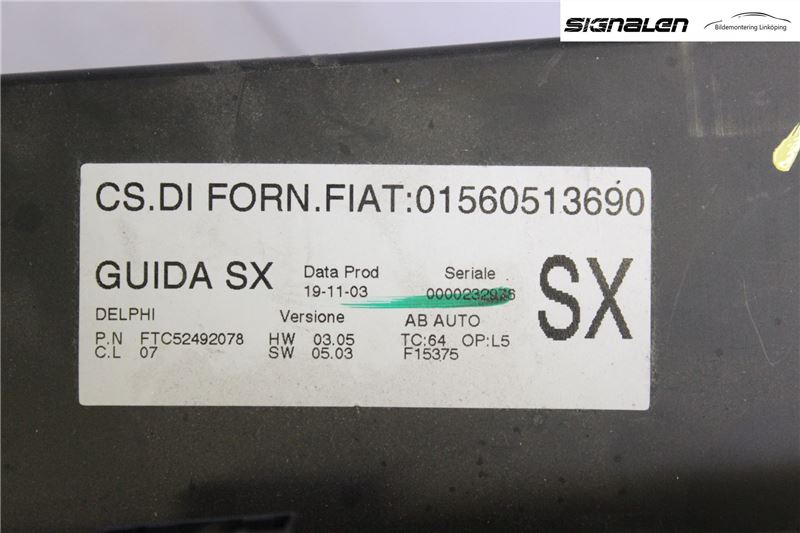 SIGNALEN
Bildemontering Linköping
CS.DI FORN.FIAT:01560513690
GUIDA SX Data Prod Seriale SX
19-11-03 0000232976
DELPHI Versione AB AUTO
P.N FTC52492078 HW 03.05 TC:64 OP:L5
C.L 07 SW 05.03 F15375